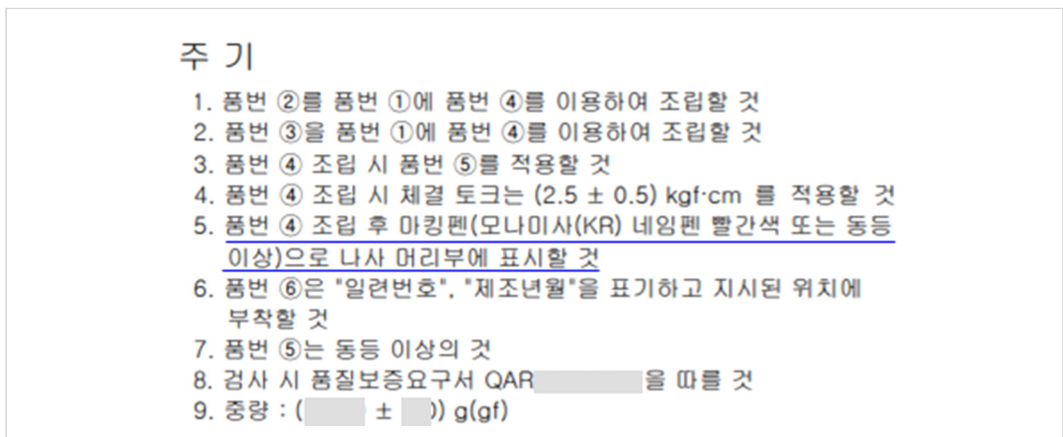 주 기
1. 품번 ②를 품번 ①에 품번 ④를 이용하여 조립할 것
2. 품번 ③을 품번 ①에 품번 ④를 이용하여 조립할 것
3. 품번 ④ 조립 시 품번 ⑤를 적용할 것
4. 품번 ④ 조립 시 체결 토크는 (2.5 ± 0.5) kgf·cm 를 적용할 것
5. 품번 ④ 조립 후 마킹펜(모나미사(KR) 네임펜 빨간색 또는 동등
이상)으로 나사 머리부에 표시할 것
6. 품번 ⑥은 "일련번호", "제조년월"을 표기하고 지시된 위치에
부착할 것
7. 품번 ⑤는 동등 이상의 것
8. 검사 시 품질보증요구서 QAR 을 따를 것
9. 중량 : ( ± )) g(gf)